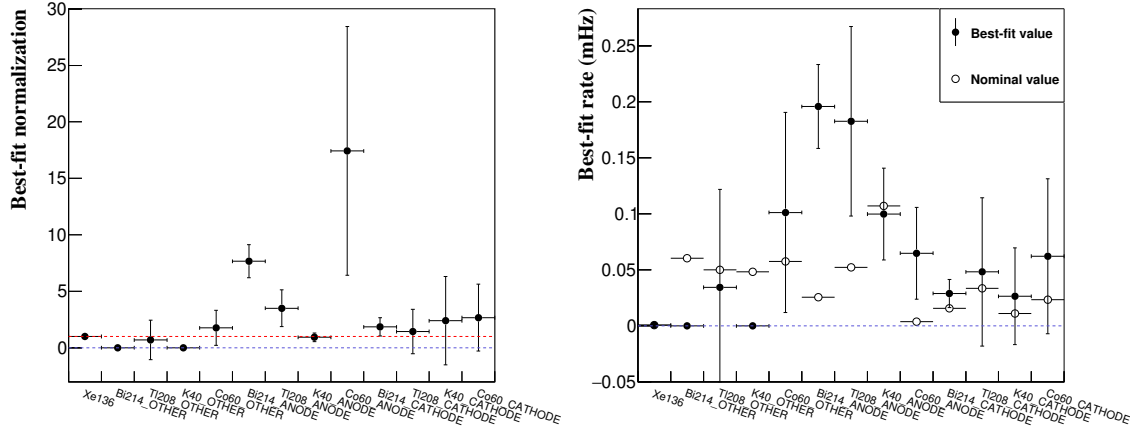 Best-fit normalization
30
25
20
15
10
5
0
Xe136
Bi214_OTHER
Tl208_OTHER
K40_OTHER
Co60_OTHER
Bi214_ANODE
Tl208_ANODE
K40_ANODE
Co60_ANODE
Bi214_CATHODE
Tl208_CATHODE
K40_CATHODE
Co60_CATHODE
Best-fit rate (mHz)
0.25
0.2
0.15
0.1
0.05
0
−0.05
Best-fit value
Nominal value
Xe136
Bi214_OTHER
Tl208_OTHER
K40_OTHER
Co60_OTHER
Bi214_ANODE
Tl208_ANODE
K40_ANODE
Co60_ANODE
Bi214_CATHODE
Tl208_CATHODE
K40_CATHODE
Co60_CATHODE